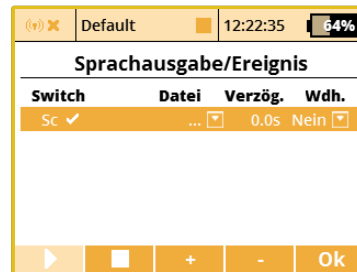 Default 12:22:35 64%
Sprachausgabe/Ereignis
Switch Datei Verzög. Wdh.
Sc ... 0.0s Nein
+ - Ok